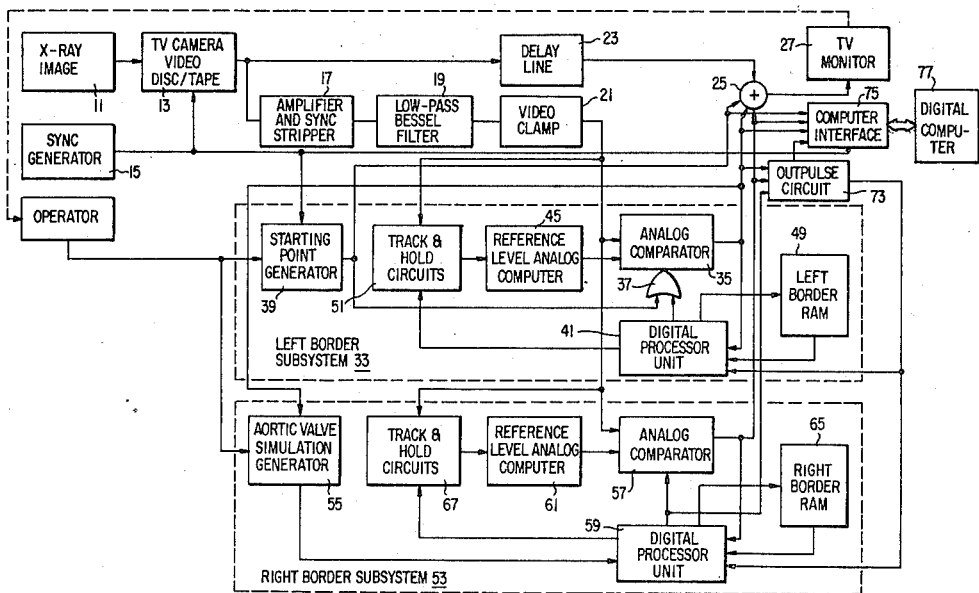 X-RAY
IMAGE
11
TV CAMERA
VIDEO
DISC/TAPE
13
17
AMPLIFIER
AND SYNC
STRIPPER
19
LOW-PASS
BESSEL
FILTER
DELAY
LINE
23
VIDEO
CLAMP
21
25
+
27
TV
MONITOR
75
COMPUTER
INTERFACE
77
DIGITAL
COMPU-
TER
SYNC
GENERATOR
15
OUTPULSE
CIRCUIT
73
OPERATOR
STARTING
POINT
GENERATOR
39
TRACK &
HOLD
CIRCUITS
51
45
REFERENCE
LEVEL ANALOG
COMPUTER
ANALOG
COMPARATOR
35
37
49
LEFT
BORDER
RAM
41
DIGITAL
PROCESSOR
UNIT
LEFT BORDER
SUBSYSTEM 33
AORTIC VALVE
SIMULATION
GENERATOR
55
TRACK &
HOLD
CIRCUITS
67
REFERENCE
LEVEL ANALOG
COMPUTER
61
ANALOG
COMPARATOR
57
65
RIGHT
BORDER
RAM
59
DIGITAL
PROCESSOR
UNIT
RIGHT BORDER SUBSYSTEM 53